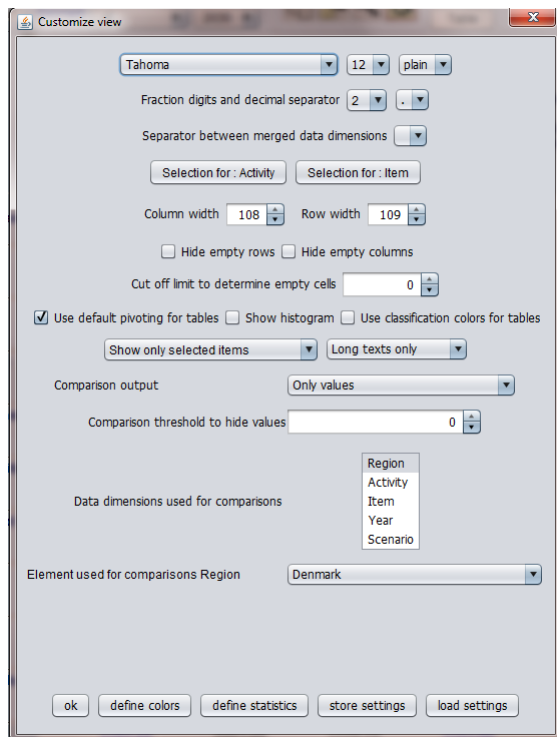 Customize view
Tahoma 12 plain
Fraction digits and decimal separator 2 .
Separator between merged data dimensions
Selection for : Activity Selection for : Item
Column width 108 Row width 109
Hide empty rows Hide empty columns
Cut off limit to determine empty cells 0
Use default pivoting for tables Show histogram Use classification colors for tables
Show only selected items Long texts only
Comparison output Only values
Comparison threshold to hide values 0
Data dimensions used for comparisons
Region
Activity
Item
Year
Scenario
Element used for comparisons Region Denmark
ok define colors define statistics store settings load settings